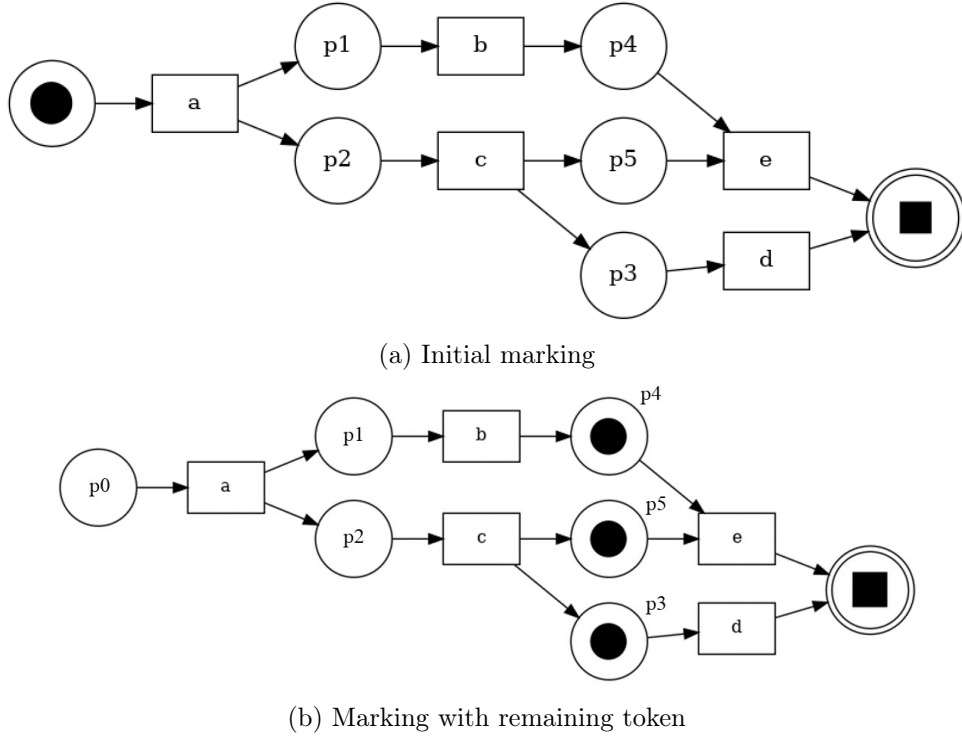 p1
b
p4
a
p2
c
p5
e
p3
d
(a) Initial marking
p4
p1
b
p0
a
p5
p2
c
e
p3
d
(b) Marking with remaining token